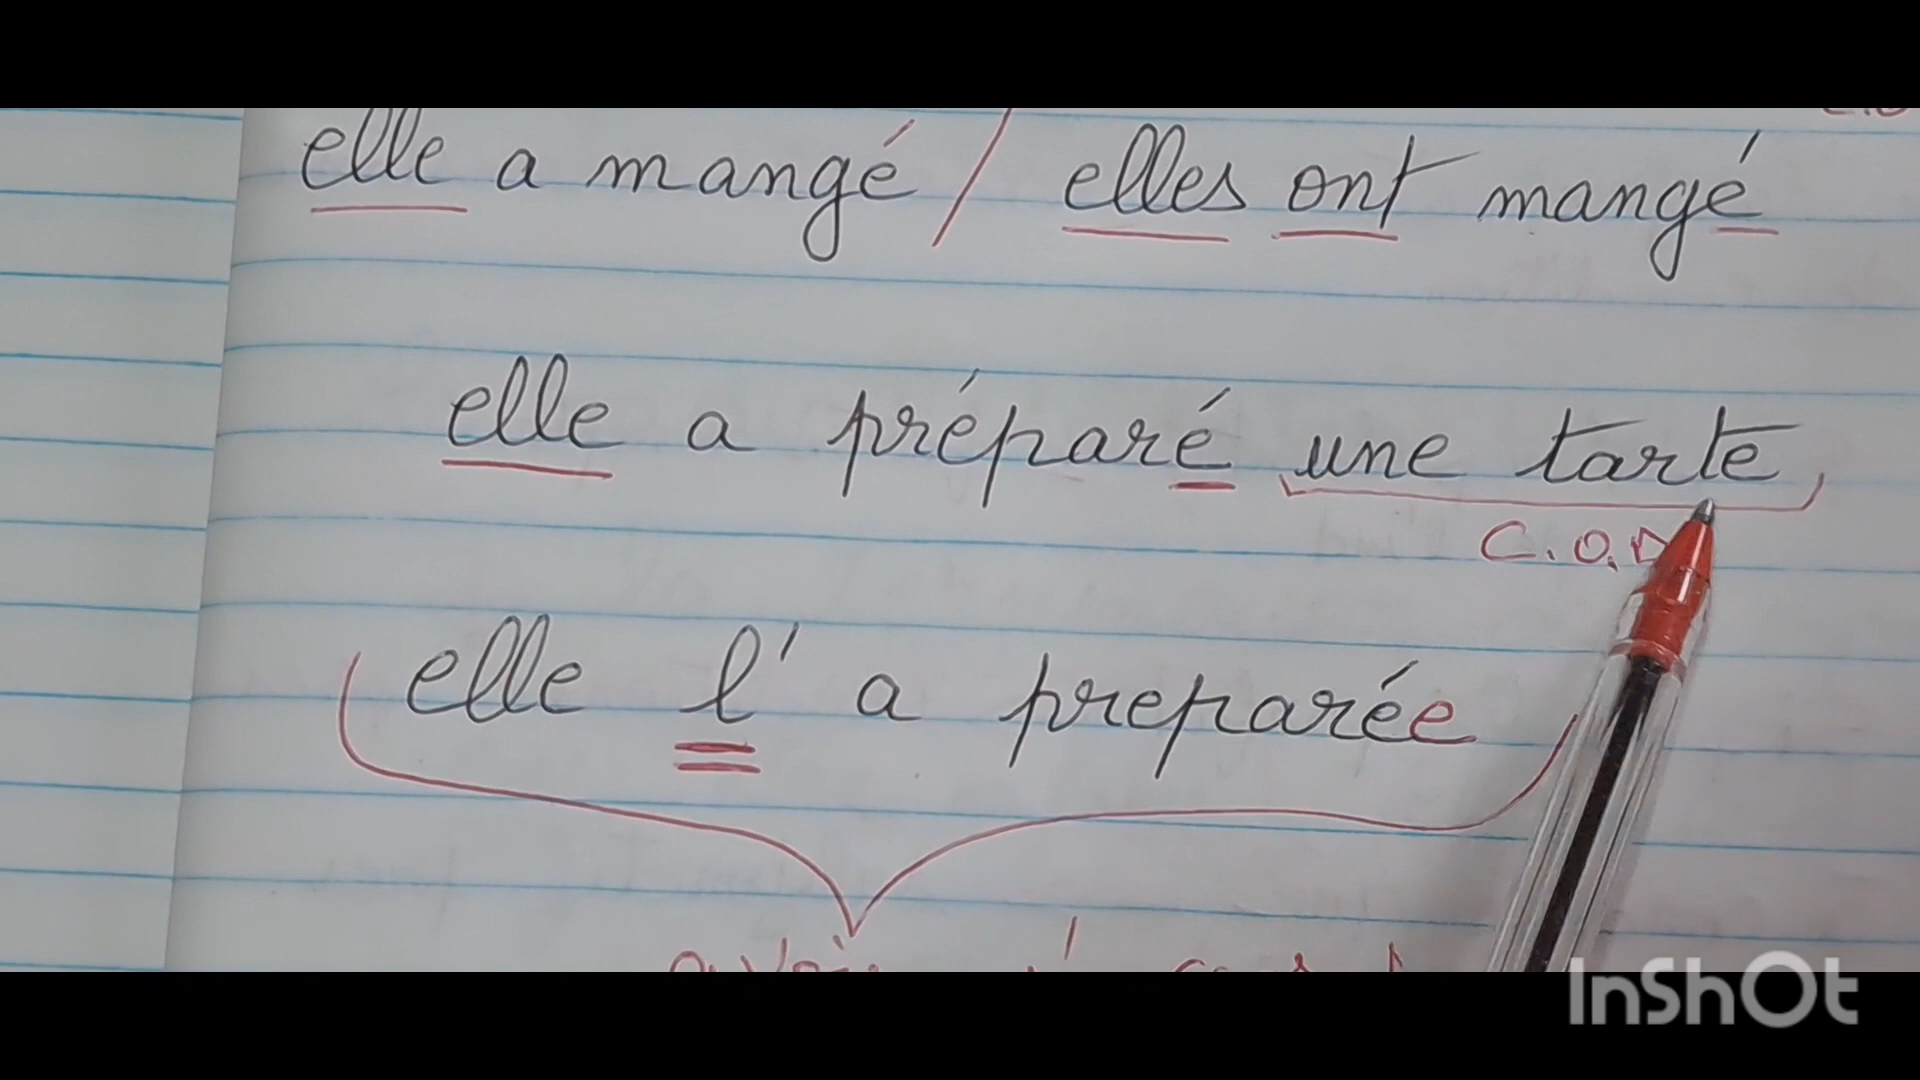 elle a mangé / elles ont mangé
elle a préparé une tarte
C.O.D
elle l' a preparée
InShOt